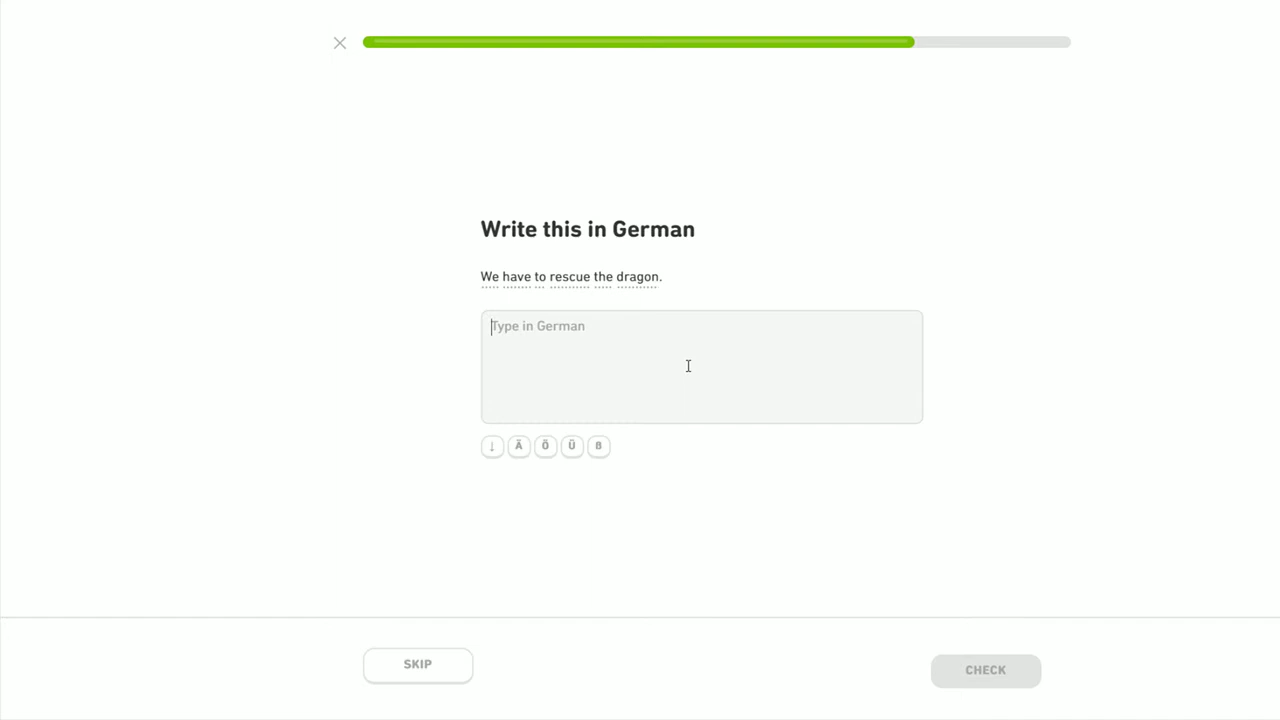 Write this in German
We have to rescue the dragon.
Type in German
↓ Ä Ö Ü ß
SKIP
CHECK